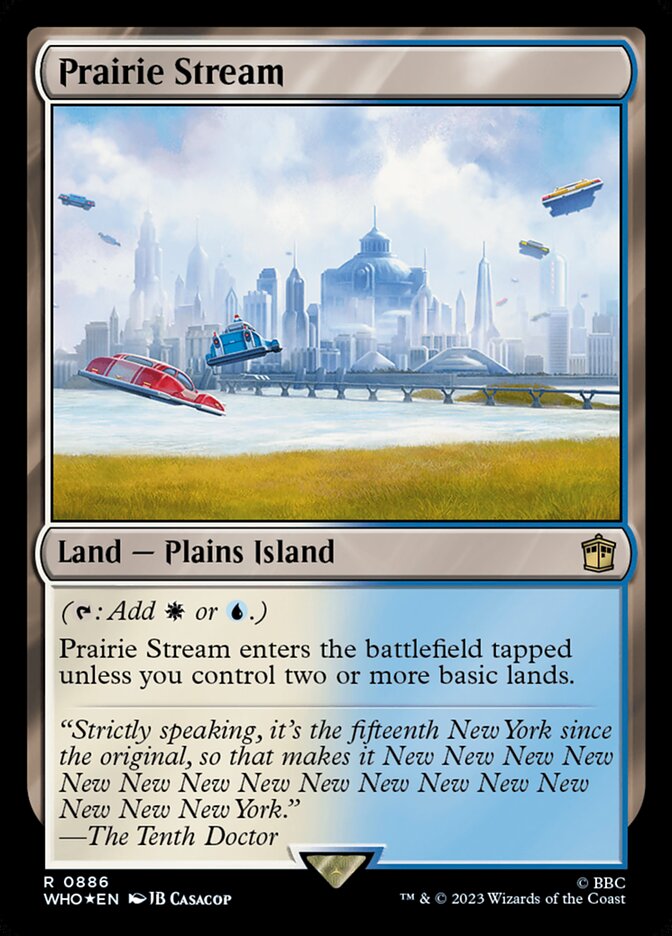 Prairie Stream
Land — Plains Island
(: Add  or .)
Prairie Stream enters the battlefield tapped
unless you control two or more basic lands.
“Strictly speaking, it’s the fifteenth New York since
the original, so that makes it New New New New
New New New New New New New New New
New New New York.”
—The Tenth Doctor
R 0886
WHO★EN JB Casacop
© BBC
™ & © 2023 Wizards of the Coast